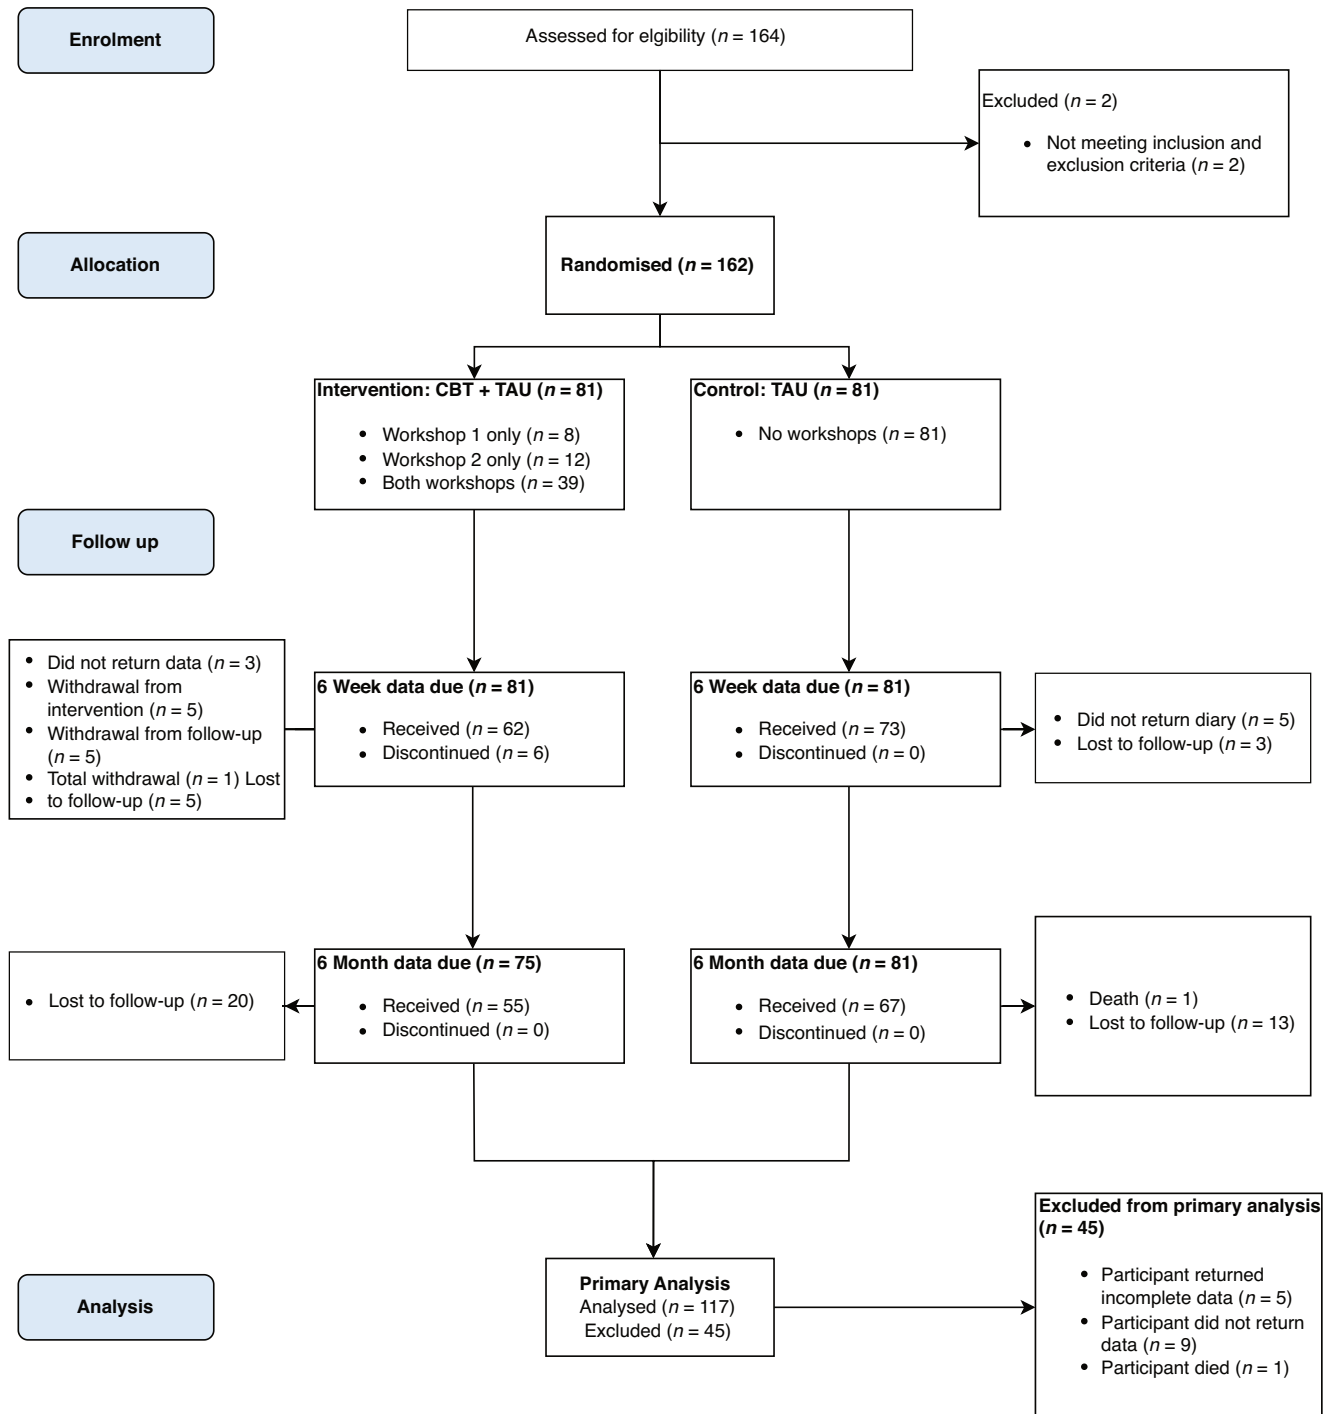 Enrolment
Assessed for elgibility (n = 164)
Excluded (n = 2)
• Not meeting inclusion and
exclusion criteria (n = 2)
Allocation
Randomised (n = 162)
Intervention: CBT + TAU (n = 81)
• Workshop 1 only (n = 8)
• Workshop 2 only (n = 12)
• Both workshops (n = 39)
Control: TAU (n = 81)
• No workshops (n = 81)
Follow up
• Did not return data (n = 3)
• Withdrawal from
intervention (n = 5)
• Withdrawal from follow-up
(n = 5)
• Total withdrawal (n = 1) Lost
• to follow-up (n = 5)
6 Week data due (n = 81)
• Received (n = 62)
• Discontinued (n = 6)
6 Week data due (n = 81)
• Received (n = 73)
• Discontinued (n = 0)
• Did not return diary (n = 5)
• Lost to follow-up (n = 3)
• Lost to follow-up (n = 20)
6 Month data due (n = 75)
• Received (n = 55)
• Discontinued (n = 0)
6 Month data due (n = 81)
• Received (n = 67)
• Discontinued (n = 0)
• Death (n = 1)
• Lost to follow-up (n = 13)
Analysis
Primary Analysis
Analysed (n = 117)
Excluded (n = 45)
Excluded from primary analysis
(n = 45)
• Participant returned
incomplete data (n = 5)
• Participant did not return
data (n = 9)
• Participant died (n = 1)